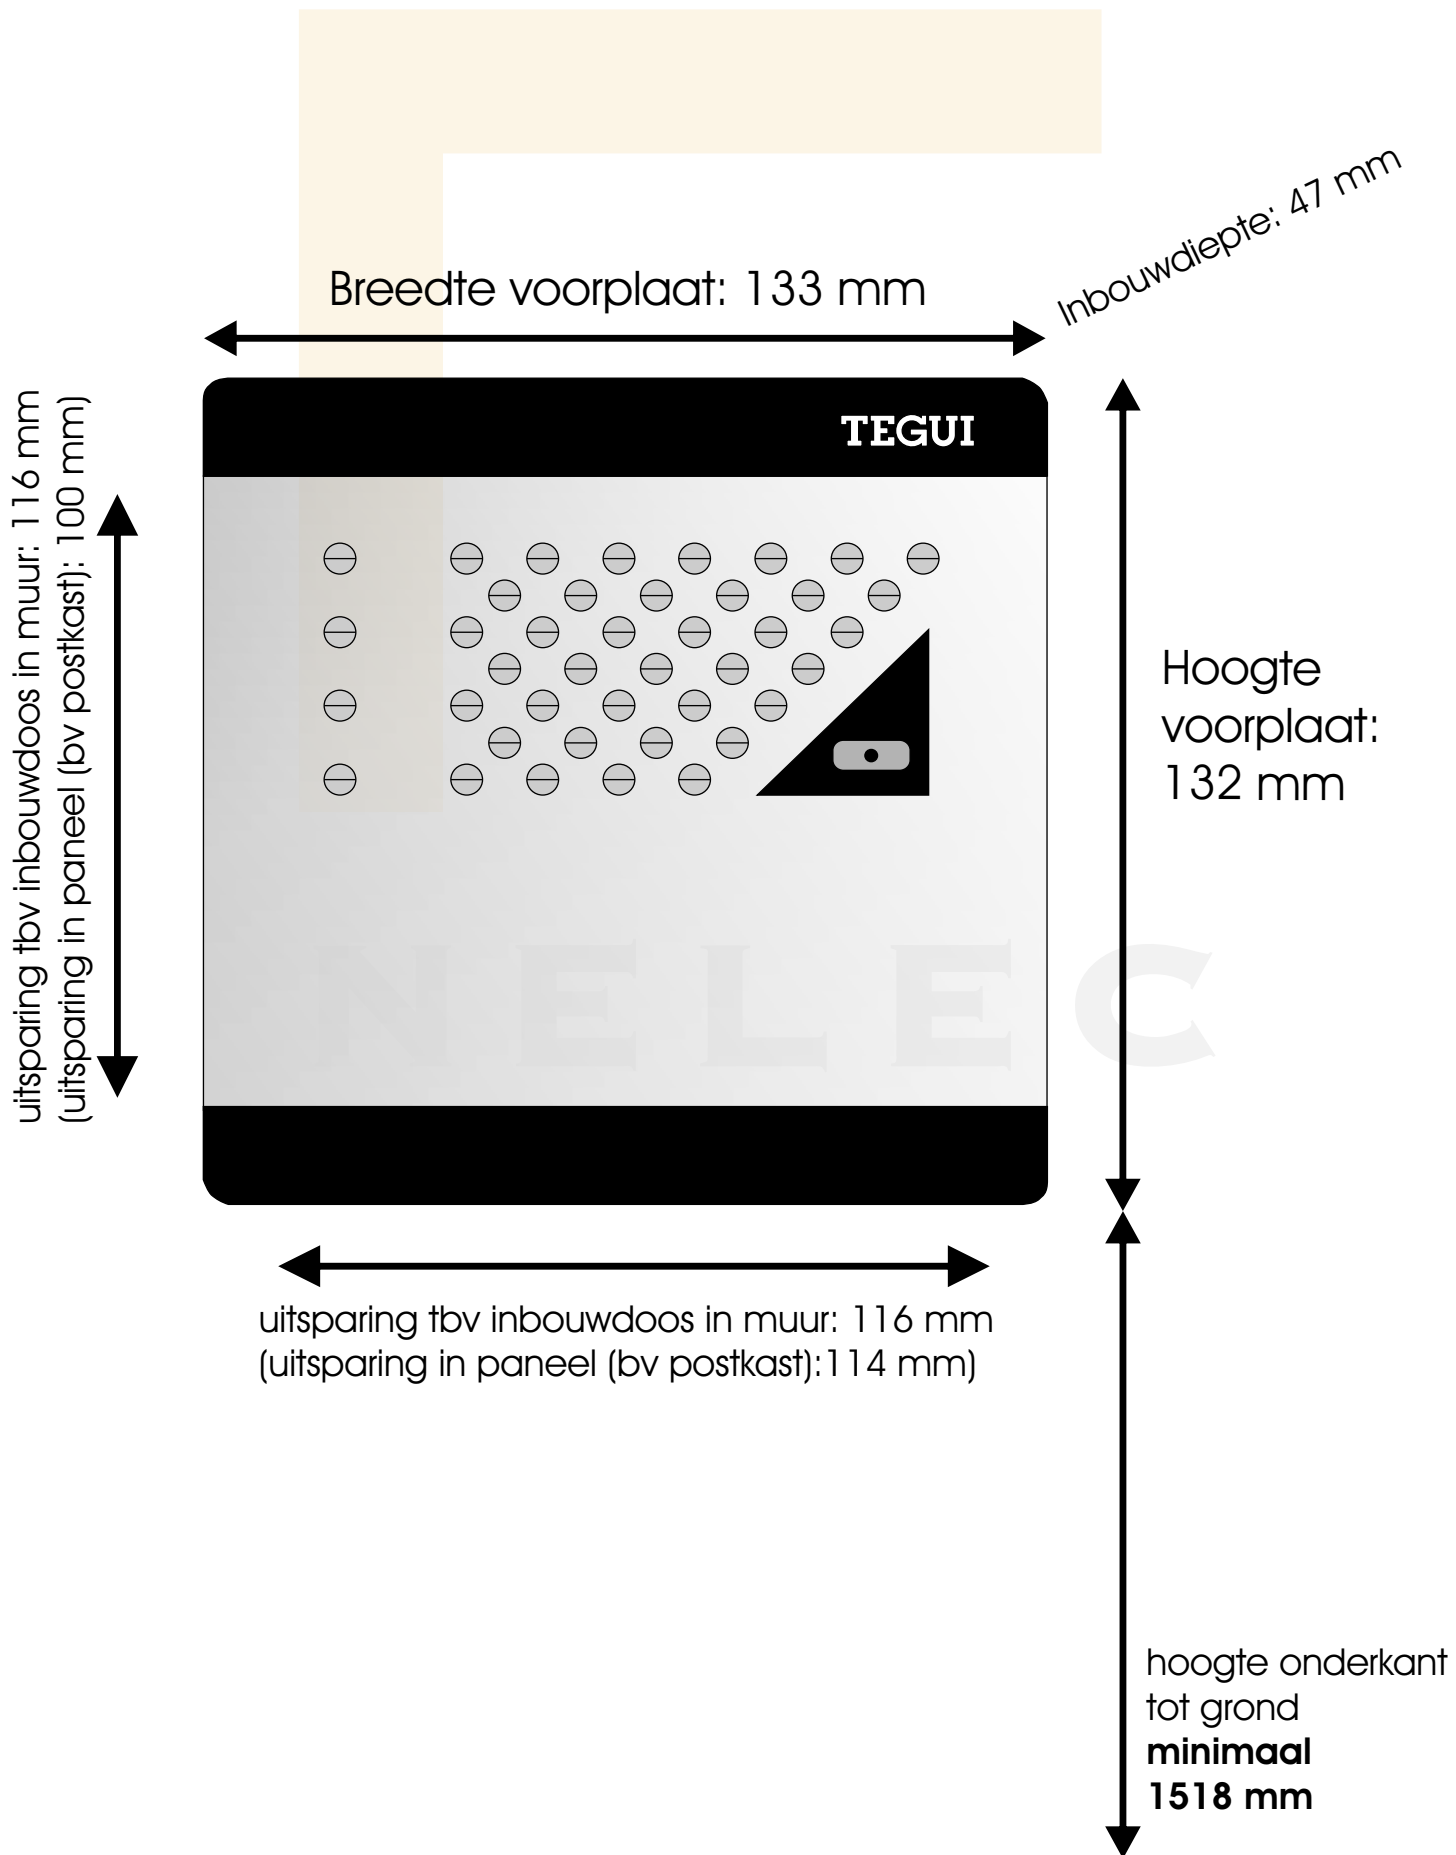 Inbouwdiepte: 47 mm
Breedte voorplaat: 133 mm
uitsparing tbv inbouwdoos in muur: 116 mm
(uitsparing in paneel (bv postkast): 100 mm)
TEGUI
Hoogte
voorplaat:
132 mm
NELEC
uitsparing tbv inbouwdoos in muur: 116 mm
(uitsparing in paneel (bv postkast):114 mm)
hoogte onderkant
tot grond
minimaal
1518 mm